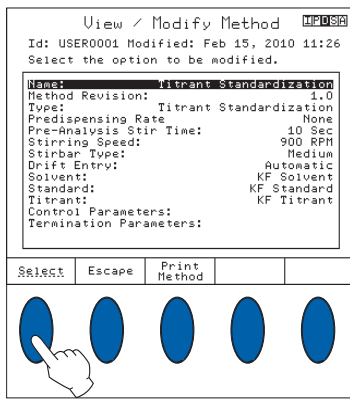 View / Modify Method IPDSA
Id: USER0001 Modified: Feb 15, 2010 11:26
Select the option to be modified.
Name: Titrant Standardization
Method Revision: 1.0
Type: Titrant Standardization
Predispensing Rate None
Pre-Analysis Stir Time: 10 Sec
Stirring Speed: 900 RPM
Stirbar Type: Medium
Drift Entry: Automatic
Solvent: KF Solvent
Standard: KF Standard
Titrant: KF Titrant
Control Parameters:
Termination Parameters:
Select Escape Print Method